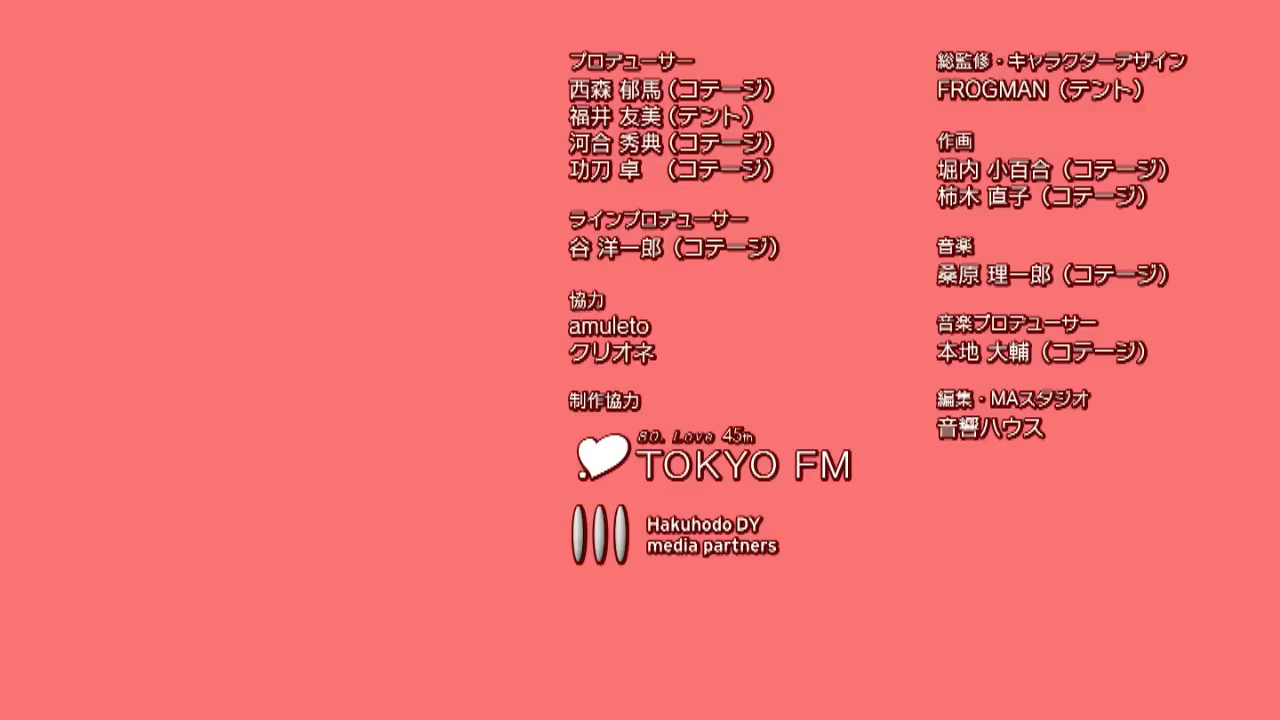 プロデューサー
西森 郁馬（コテージ）
福井 友美（テント）
河合 秀典（コテージ）
功刀 卓　（コテージ）
ラインプロデューサー
谷 洋一郎（コテージ）
協力
amuleto
クリオネ
制作協力
80. Love 45th
TOKYO FM
Hakuhodo DY
media partners
総監修・キャラクターデザイン
FROGMAN（テント）
作画
堀内 小百合（コテージ）
柿木 直子（コテージ）
音楽
桑原 理一郎（コテージ）
音楽プロデューサー
本地 大輔（コテージ）
編集・MAスタジオ
音響ハウス